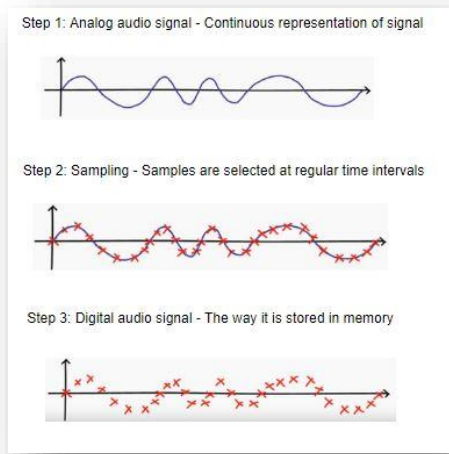 Step 1: Analog audio signal - Continuous representation of signal
Step 2: Sampling - Samples are selected at regular time intervals
Step 3: Digital audio signal - The way it is stored in memory